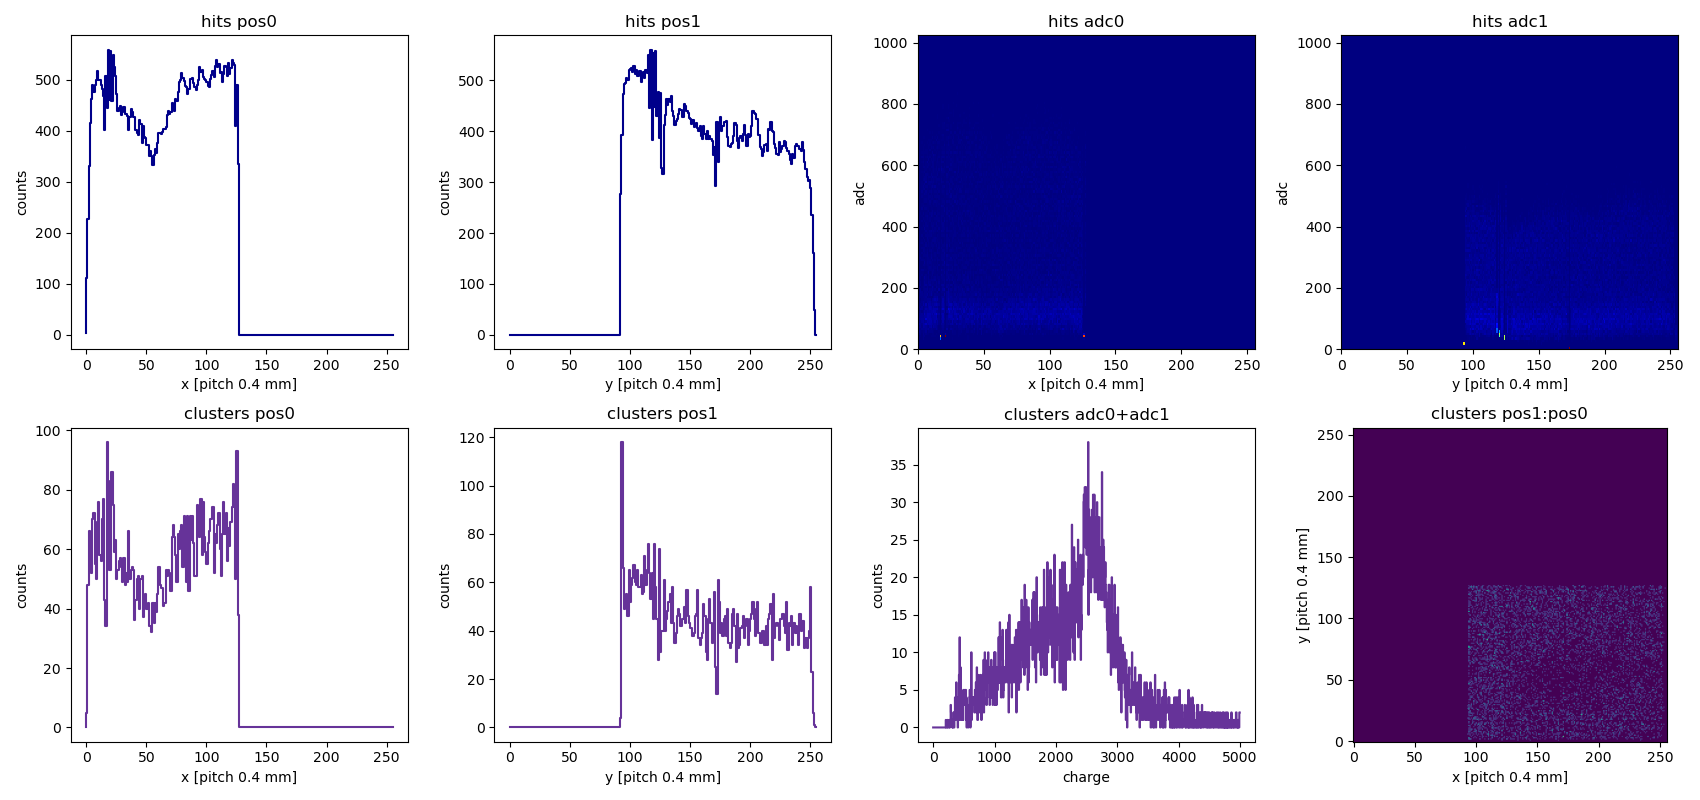 hits pos0
counts
500
400
300
200
100
0
0 50 100 150 200 250
x [pitch 0.4 mm]
hits pos1
counts
500
400
300
200
100
0
0 50 100 150 200 250
y [pitch 0.4 mm]
hits adc0
adc
1000
800
600
400
200
0
0 50 100 150 200 250
x [pitch 0.4 mm]
hits adc1
adc
1000
800
600
400
200
0
0 50 100 150 200 250
y [pitch 0.4 mm]
clusters pos0
counts
100
80
60
40
20
0
0 50 100 150 200 250
x [pitch 0.4 mm]
clusters pos1
counts
120
100
80
60
40
20
0
0 50 100 150 200 250
y [pitch 0.4 mm]
clusters adc0+adc1
counts
35
30
25
20
15
10
5
0
0 1000 2000 3000 4000 5000
charge
clusters pos1:pos0
y [pitch 0.4 mm]
250
200
150
100
50
0
0 50 100 150 200 250
x [pitch 0.4 mm]